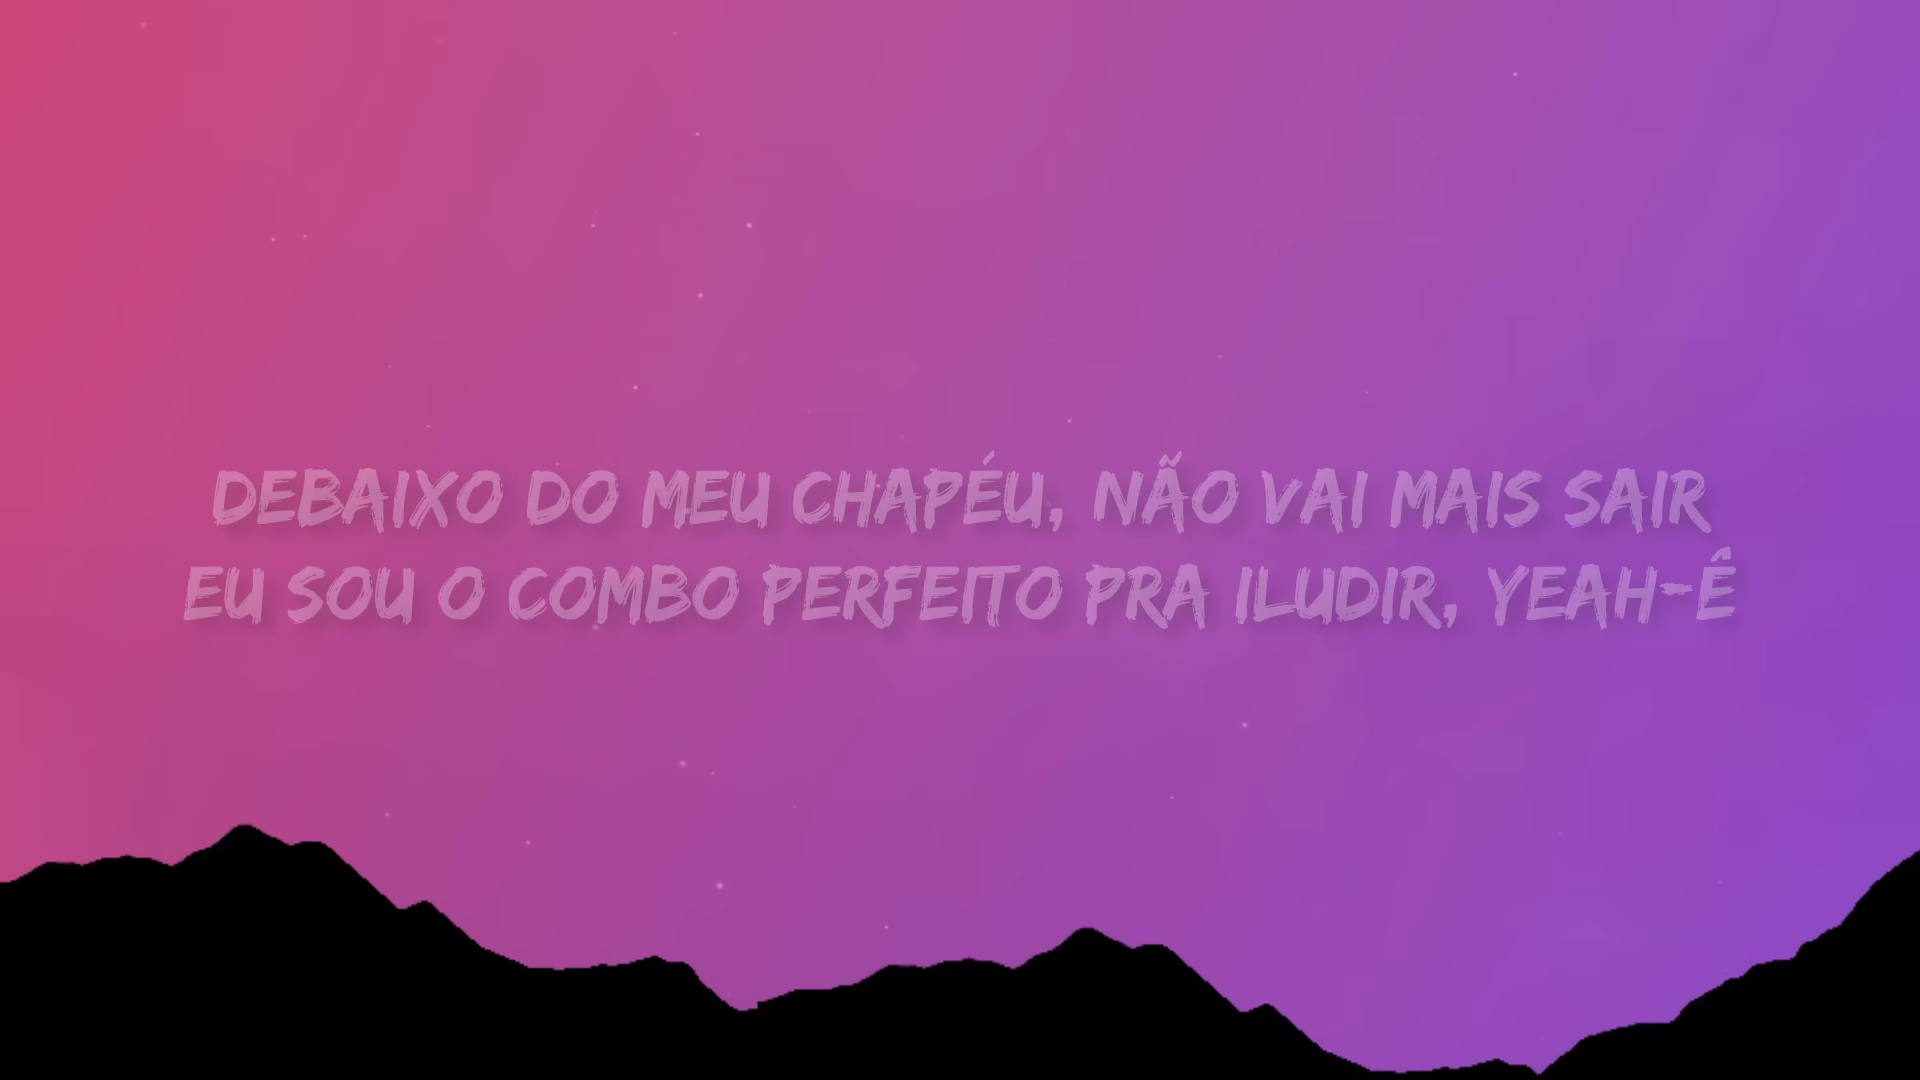 DEBAIXO DO MEU CHAPÉU, NÃO VAI MAIS SAIR
EU SOU O COMBO PERFEITO PRA ILUDIR, YEAH-Ê